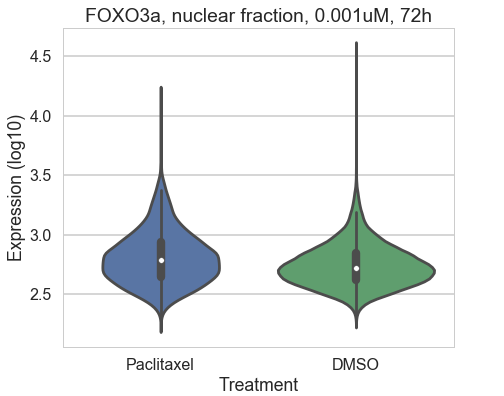 FOXO3a, nuclear fraction, 0.001uM, 72h
Expression (log10)
4.5
4.0
3.5
3.0
2.5
Paclitaxel DMSO
Treatment